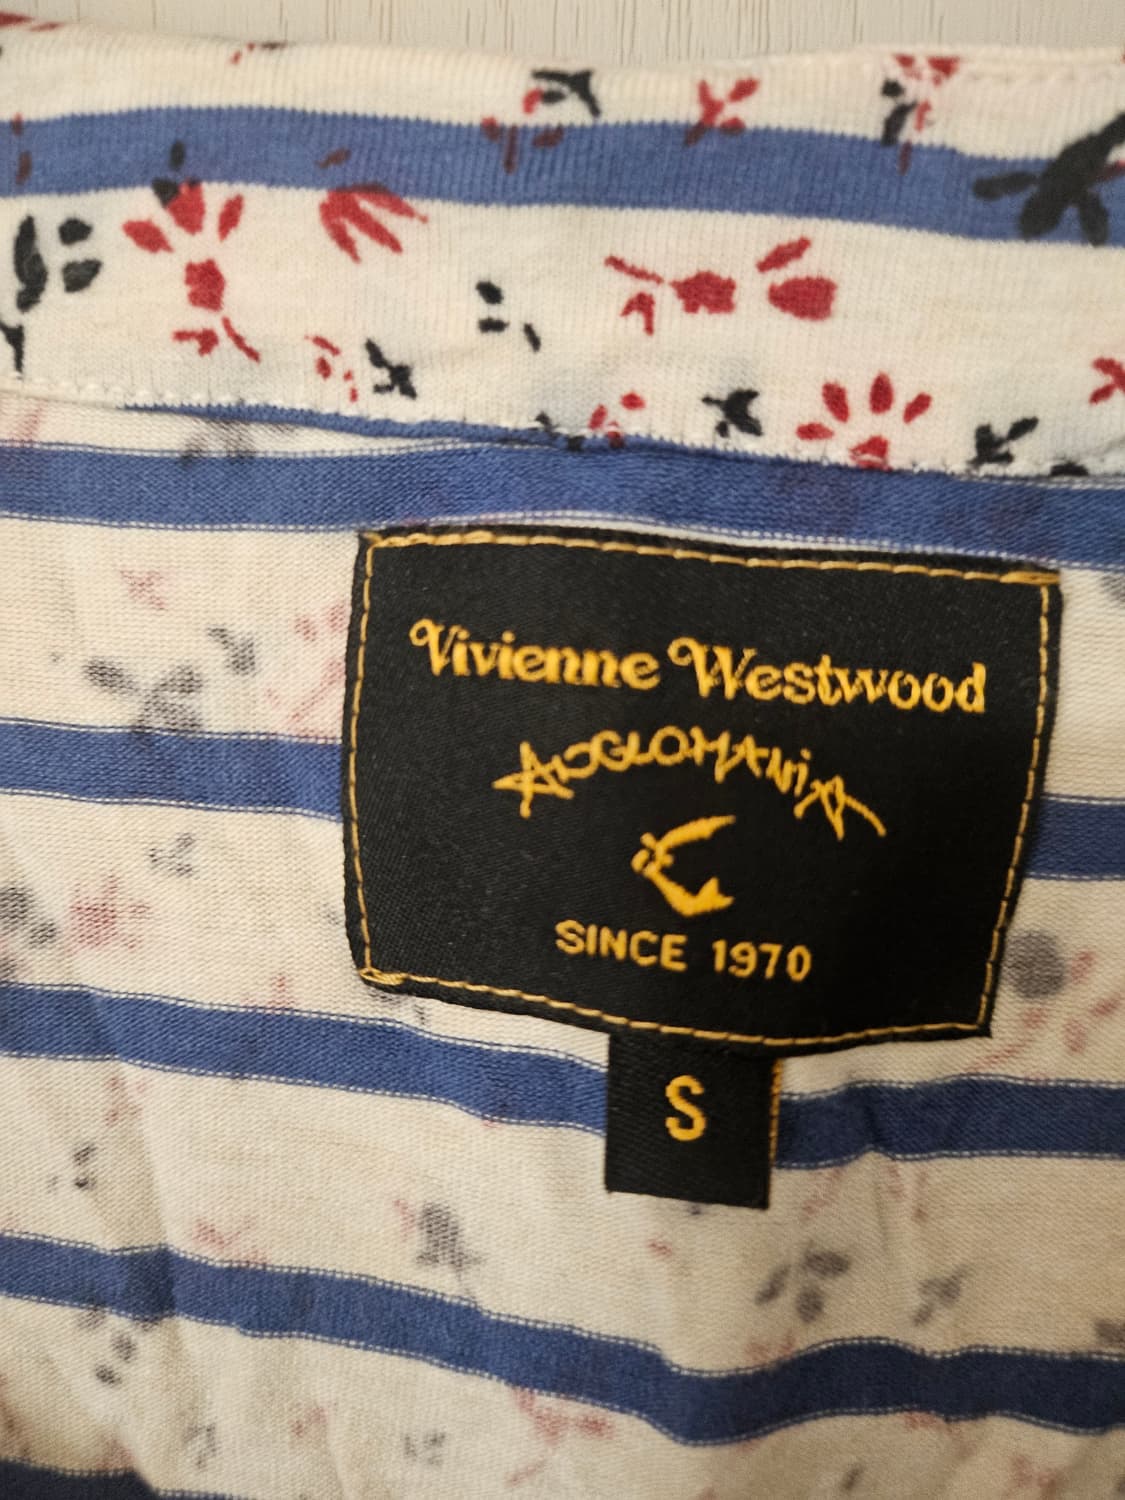 Vivienne Westwood
ANGLOMANiA
SINCE 1970
S